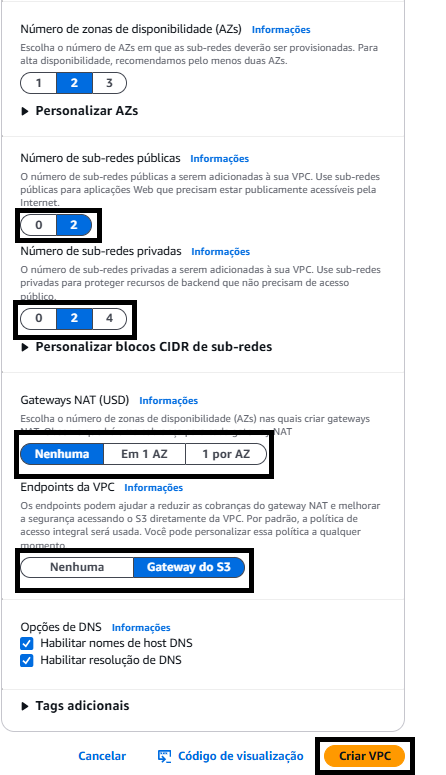 Número de zonas de disponibilidade (AZs) Informações
Escolha o número de AZs em que as sub-redes deverão ser provisionadas. Para
alta disponibilidade, recomendamos pelo menos duas AZs.
1 2 3
Personalizar AZs
Número de sub-redes públicas Informações
O número de sub-redes públicas a serem adicionadas à sua VPC. Use sub-redes
públicas para aplicações Web que precisam estar publicamente acessíveis pela
Internet.
0 2
Número de sub-redes privadas Informações
O número de sub-redes privadas a serem adicionadas à sua VPC. Use sub-redes
privadas para proteger recursos de backend que não precisam de acesso
público.
0 2 4
Personalizar blocos CIDR de sub-redes
Gateways NAT (USD) Informações
Escolha o número de zonas de disponibilidade (AZs) nas quais criar gateways
NAT
Nenhuma Em 1 AZ 1 por AZ
Endpoints da VPC Informações
Os endpoints podem ajudar a reduzir as cobranças do gateway NAT e melhorar
a segurança acessando o S3 diretamente da VPC. Por padrão, a política de
acesso integral será usada. Você pode personalizar essa política a qualquer
momento.
Nenhuma Gateway do S3
Opções de DNS Informações
Habilitar nomes de host DNS
Habilitar resolução de DNS
Tags adicionais
Cancelar Código de visualização Criar VPC